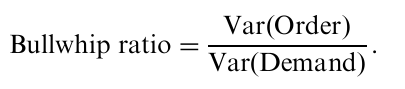 Bullwhip ratio = Var(Order) / Var(Demand).